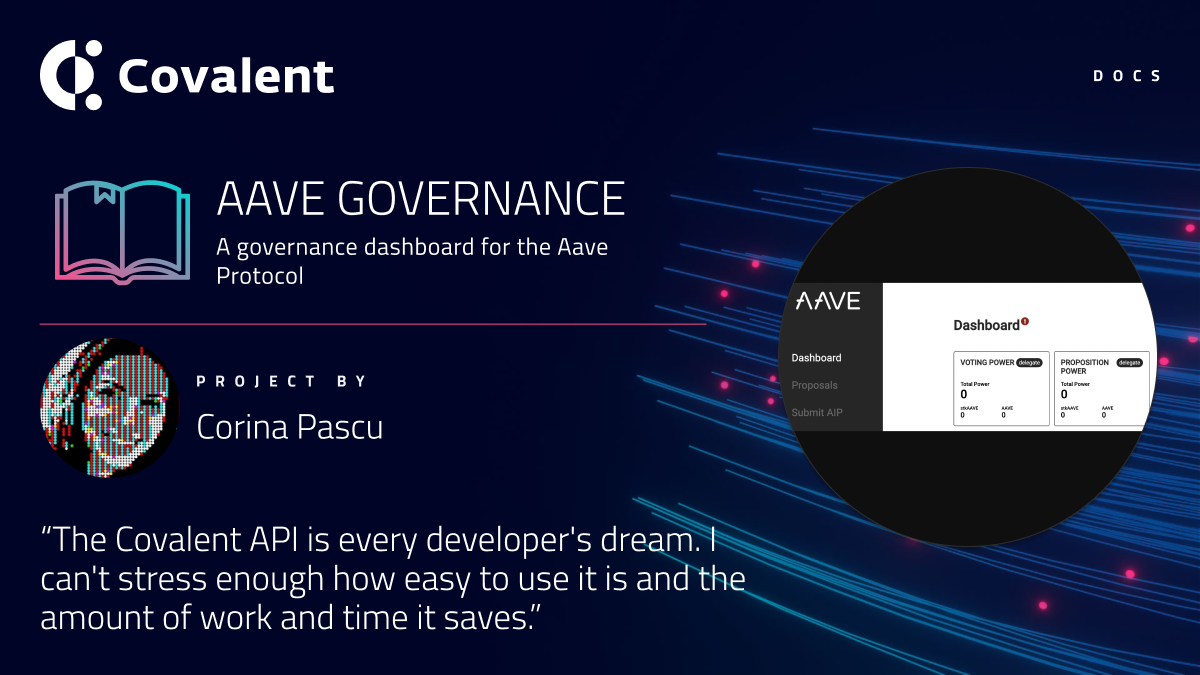 Covalent
DOCS
AAVE GOVERNANCE
A governance dashboard for the Aave
Protocol
PROJECT BY
Corina Pascu
“The Covalent API is every developer's dream. I
can't stress enough how easy to use it is and the
amount of work and time it saves.”
AAVE
Dashboard
Proposals
Submit AIP
Dashboard!
VOTING POWER delegate
Total Power
0
stkAAVE AAVE
0 0
PROPOSITION delegate
POWER
Total Power
0
stkAAVE AAVE
0 0